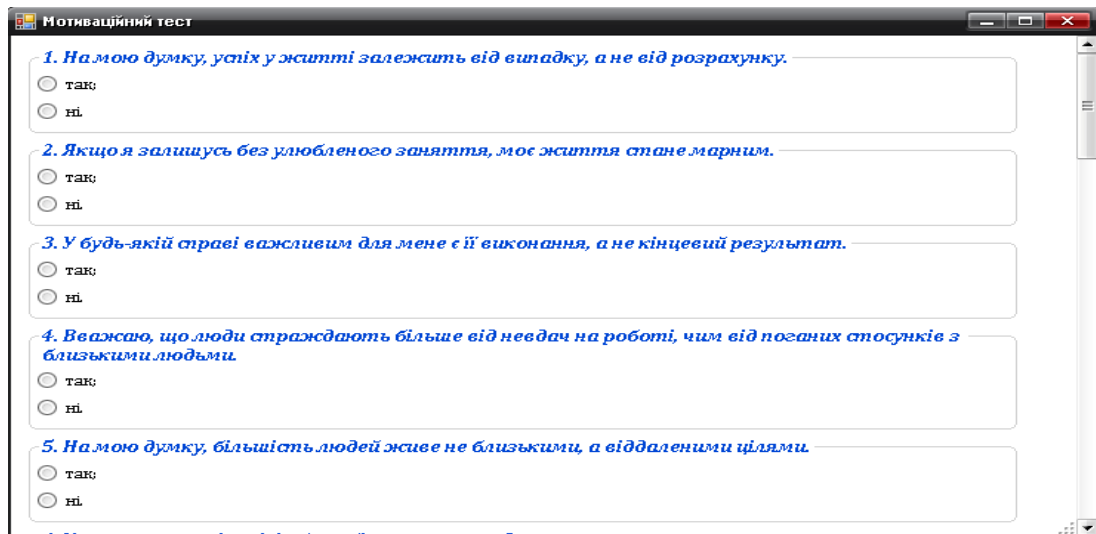 Мотиваційний тест
1. На мою думку, успіх у житті залежить від випадку, а не від розрахунку.
так;
ні.
2. Якщо я залишусь без улюбленого заняття, моє життя стане марним.
так;
ні.
3. У будь-якій справі важливим для мене є її виконання, а не кінцевий результат.
так;
ні.
4. Вважаю, що люди страждають більше від невдач на роботі, чим від поганих стосунків з
близькими людьми.
так;
ні.
5. На мою думку, більшість людей живе не близькими, а віддаленими цілями.
так;
ні.